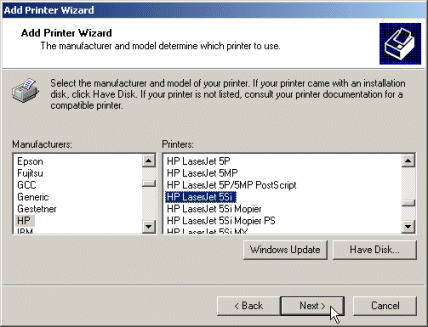 Add Printer Wizard
Add Printer Wizard
The manufacturer and model determine which printer to use.
Select the manufacturer and model of your printer. If your printer came with an installation
disk, click Have Disk. If your printer is not listed, consult your printer documentation for a
compatible printer.
Manufacturers:
Epson
Fujitsu
GCC
Generic
Gestetner
HP
IBM
Printers:
HP LaserJet 5P
HP LaserJet 5MP
HP LaserJet 5P/5MP PostScript
HP LaserJet 5Si
HP LaserJet 5Si Mopier
HP LaserJet 5Si Mopier PS
HP LaserJet 5Si MX
Windows Update
Have Disk...
< Back
Next >
Cancel